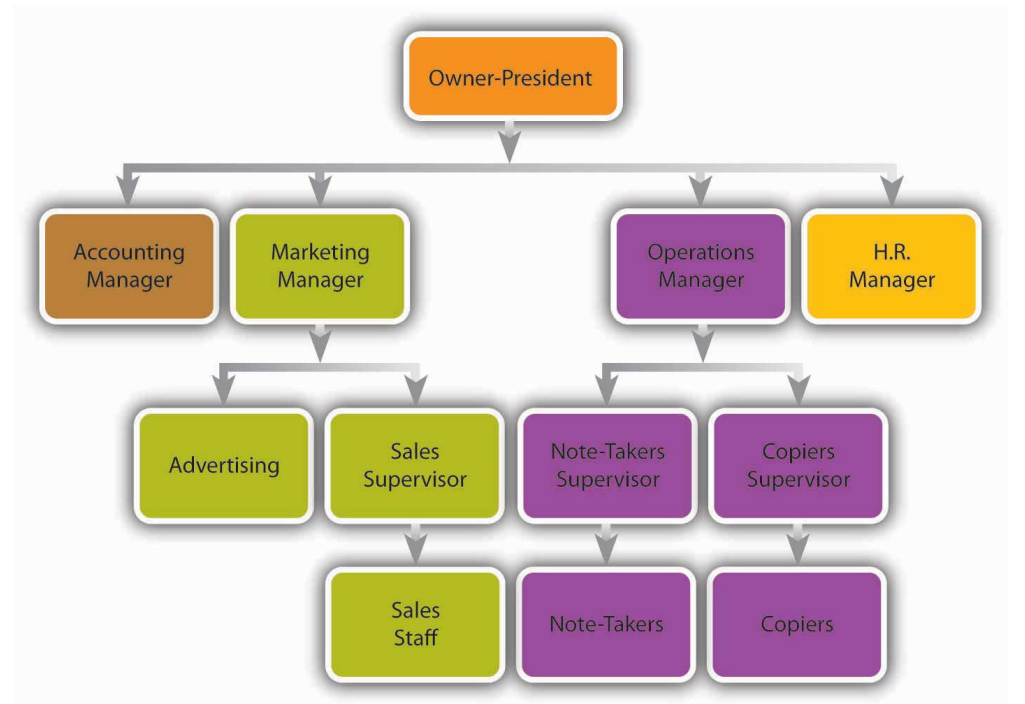 Owner-President
Accounting
Manager
Marketing
Manager
Operations
Manager
H.R.
Manager
Advertising
Sales
Supervisor
Note-Takers
Supervisor
Copiers
Supervisor
Sales
Staff
Note-Takers
Copiers